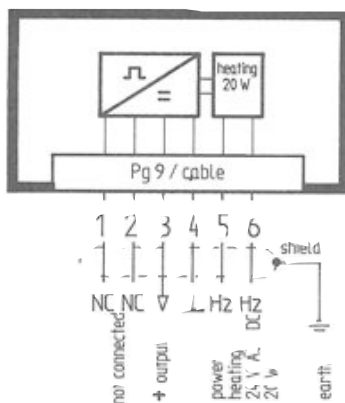 heating
20 W
Pg 9 / cable
1 2 3 4 5 6
shield
NC NC Hz Hz
DC
not connected
+ output
power
heating
24 V A.
earth